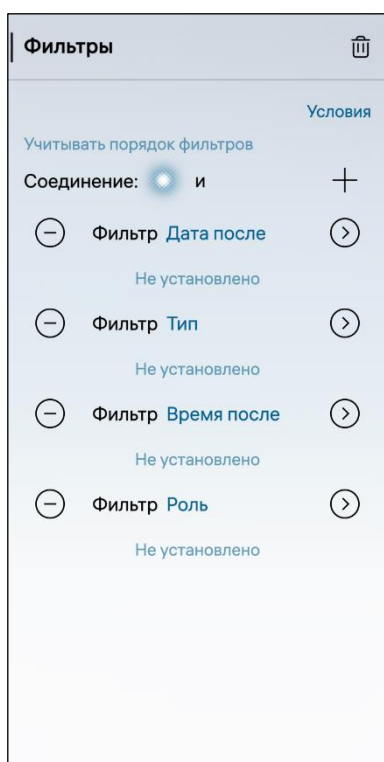 Фильтры
Условия
Учитывать порядок фильтров
Соединение: и
Фильтр Дата после
Не установлено
Фильтр Тип
Не установлено
Фильтр Время после
Не установлено
Фильтр Роль
Не установлено